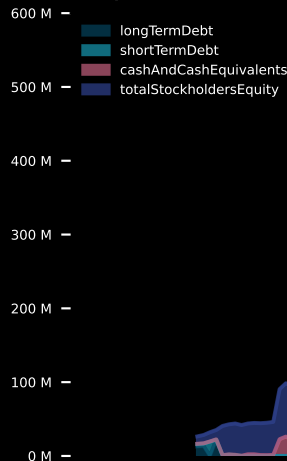 600 M
longTermDebt
shortTermDebt
500 M
cashAndCashEquivalents
totalStockholdersEquity
400 M
300 M
200 M
100 M
0 M